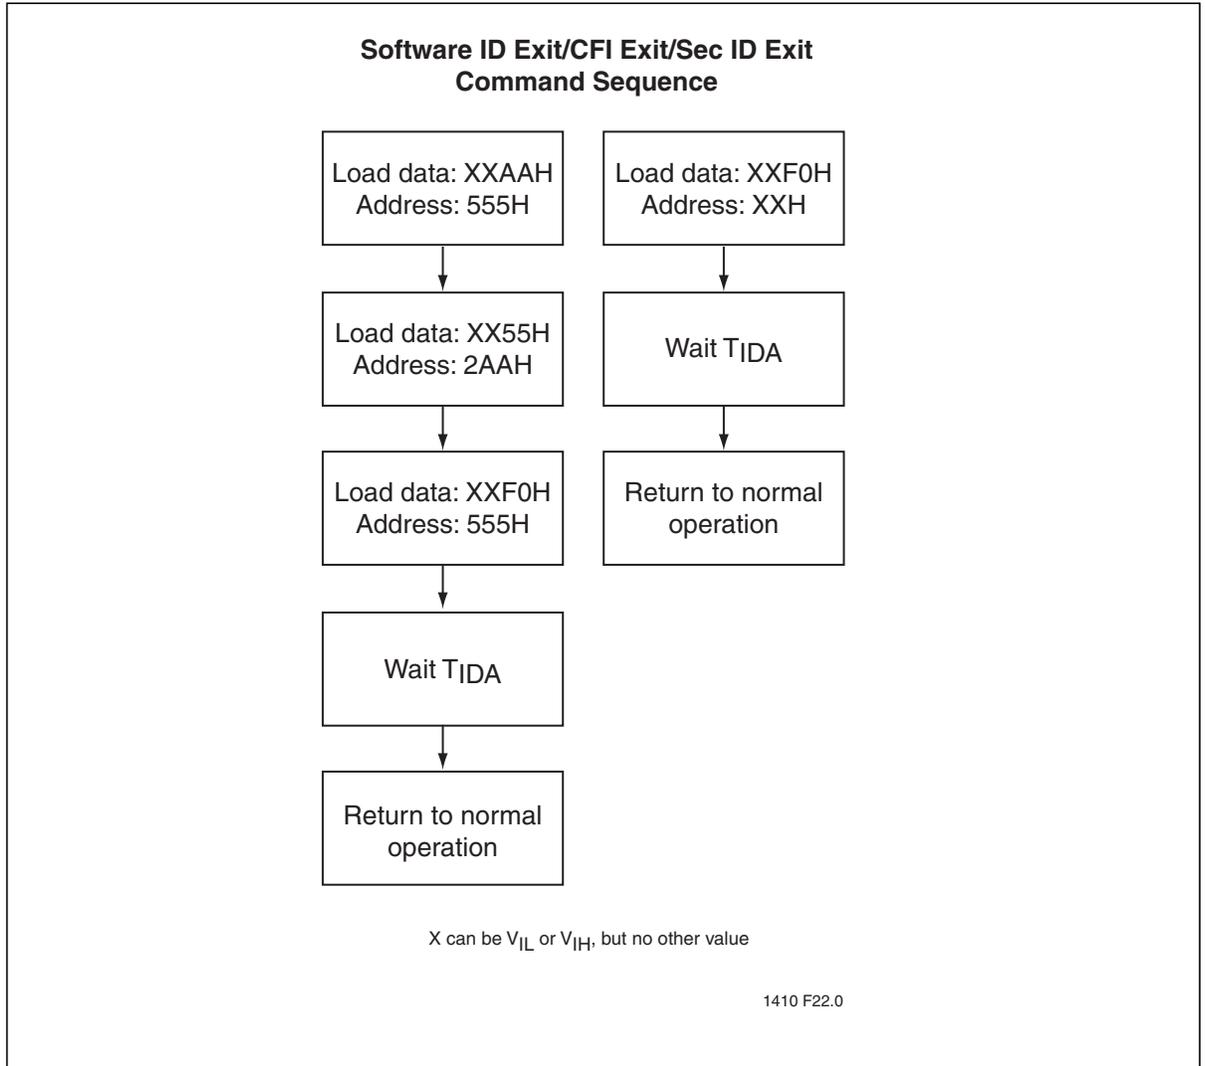 Software ID Exit/CFI Exit/Sec ID Exit
Command Sequence
Load data: XXAAH
Address: 555H
Load data: XX55H
Address: 2AAH
Load data: XXF0H
Address: 555H
Wait TIDA
Return to normal
operation
Load data: XXF0H
Address: XXH
Wait TIDA
Return to normal
operation
X can be VIL or VIH, but no other value
1410 F22.0